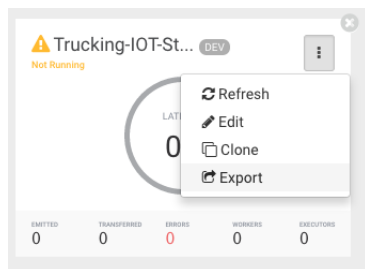 Trucking-IOT-St... DEV
Not Running
Refresh
LAT
Edit
0
Clone
Export
EMITTED TRANSFERRED ERRORS WORKERS EXECUTORS
0 0 0 0 0